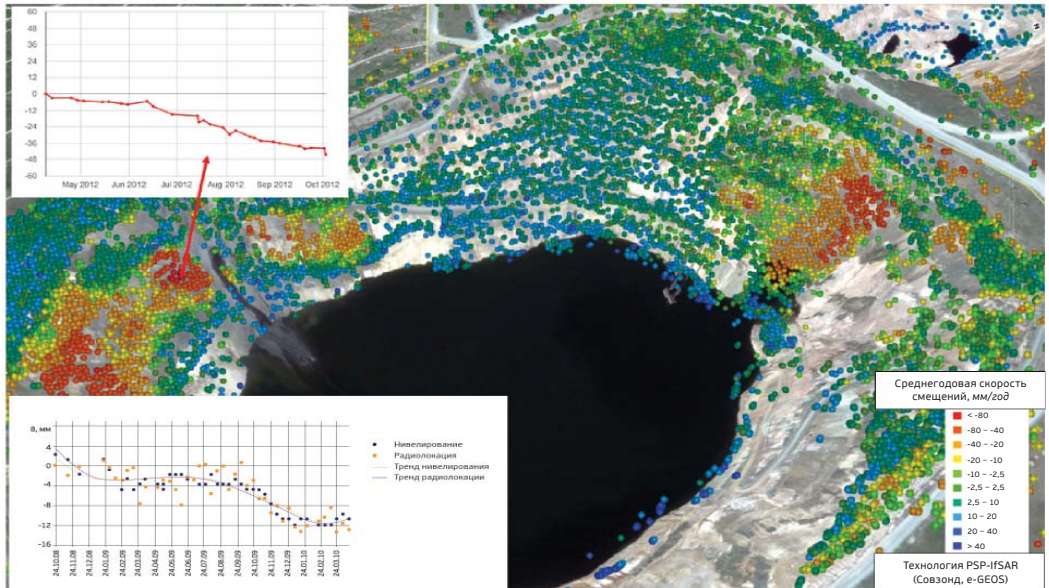 60
48
36
24
12
0
-12
-24
-36
-48
-60
May 2012 Jun 2012 Jul 2012 Aug 2012 Sep 2012 Oct 2012
8, мм
4
0
-4
-8
-12
-16
24.10.08 24.11.08 24.12.08 24.01.09 24.02.09 24.03.09 24.04.09 24.05.09 24.06.09 24.07.09 24.08.09 24.09.09 24.10.09 24.11.09 24.12.09 24.01.10 24.02.10 24.03.10
Нивелирование
Радиолокация
Тренд нивелирования
Тренд радиолокации
Среднегодовая скорость
смещений, мм/год
< -80
-80 – -40
-40 – -20
-20 – -10
-10 – -2,5
-2,5 – 2,5
2,5 – 10
10 – 20
20 – 40
> 40
Технология PSP-IfSAR
(Совзонд, e-GEOS)